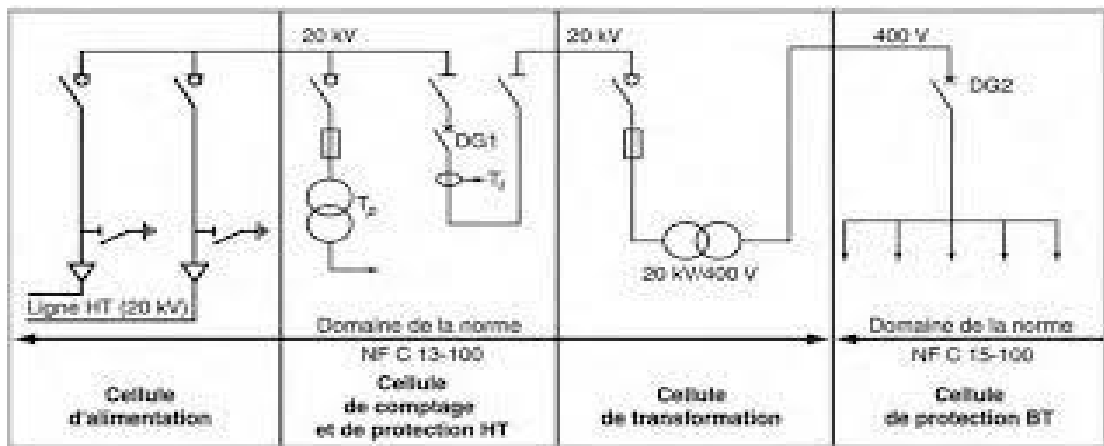 20 kV
20 kV
400 V
DG1
DG2
20 kV/400 V
Ligne HT (20 kV)
Domaine de la norme
NF C 13-100
Domaine de la norme
NF C 15-100
Cellule
d'alimentation
Cellule
de comptage
et de protection HT
Cellule
de transformation
Cellule
de protection BT